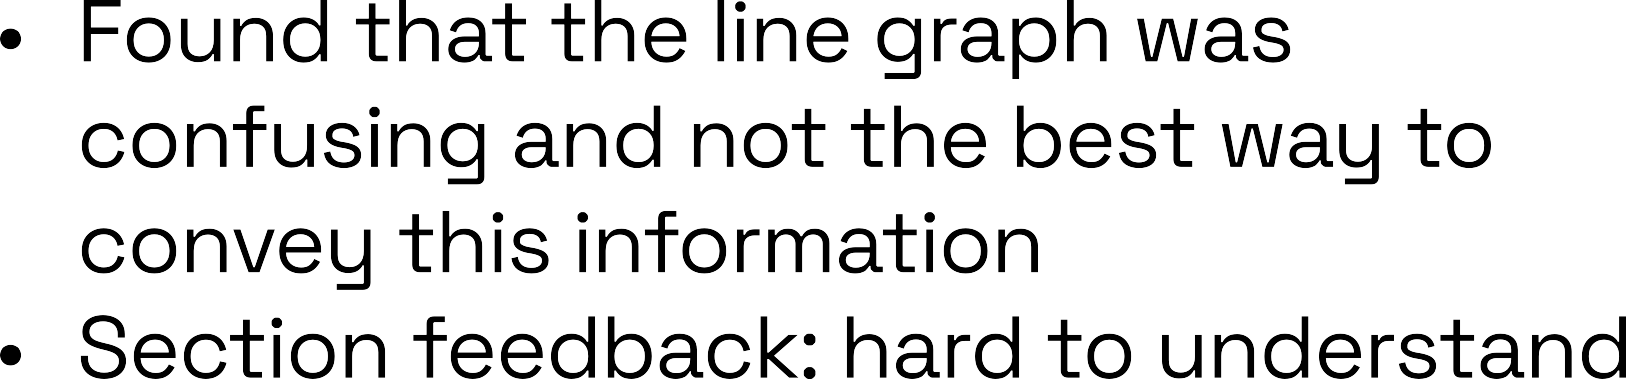 • Found that the line graph was
confusing and not the best way to
convey this information
• Section feedback: hard to understand